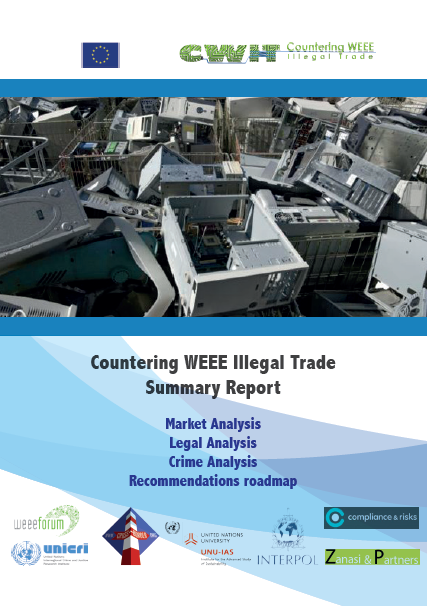 CWIT
Countering WEEE
Illegal Trade
Countering WEEE Illegal Trade
Summary Report
Market Analysis
Legal Analysis
Crime Analysis
Recommendations roadmap
weeeforum
compliance & risks
unicri
UNITED NATIONS
UNIVERSITY
UNU-IAS
INTERPOL
Zanasi & Partners